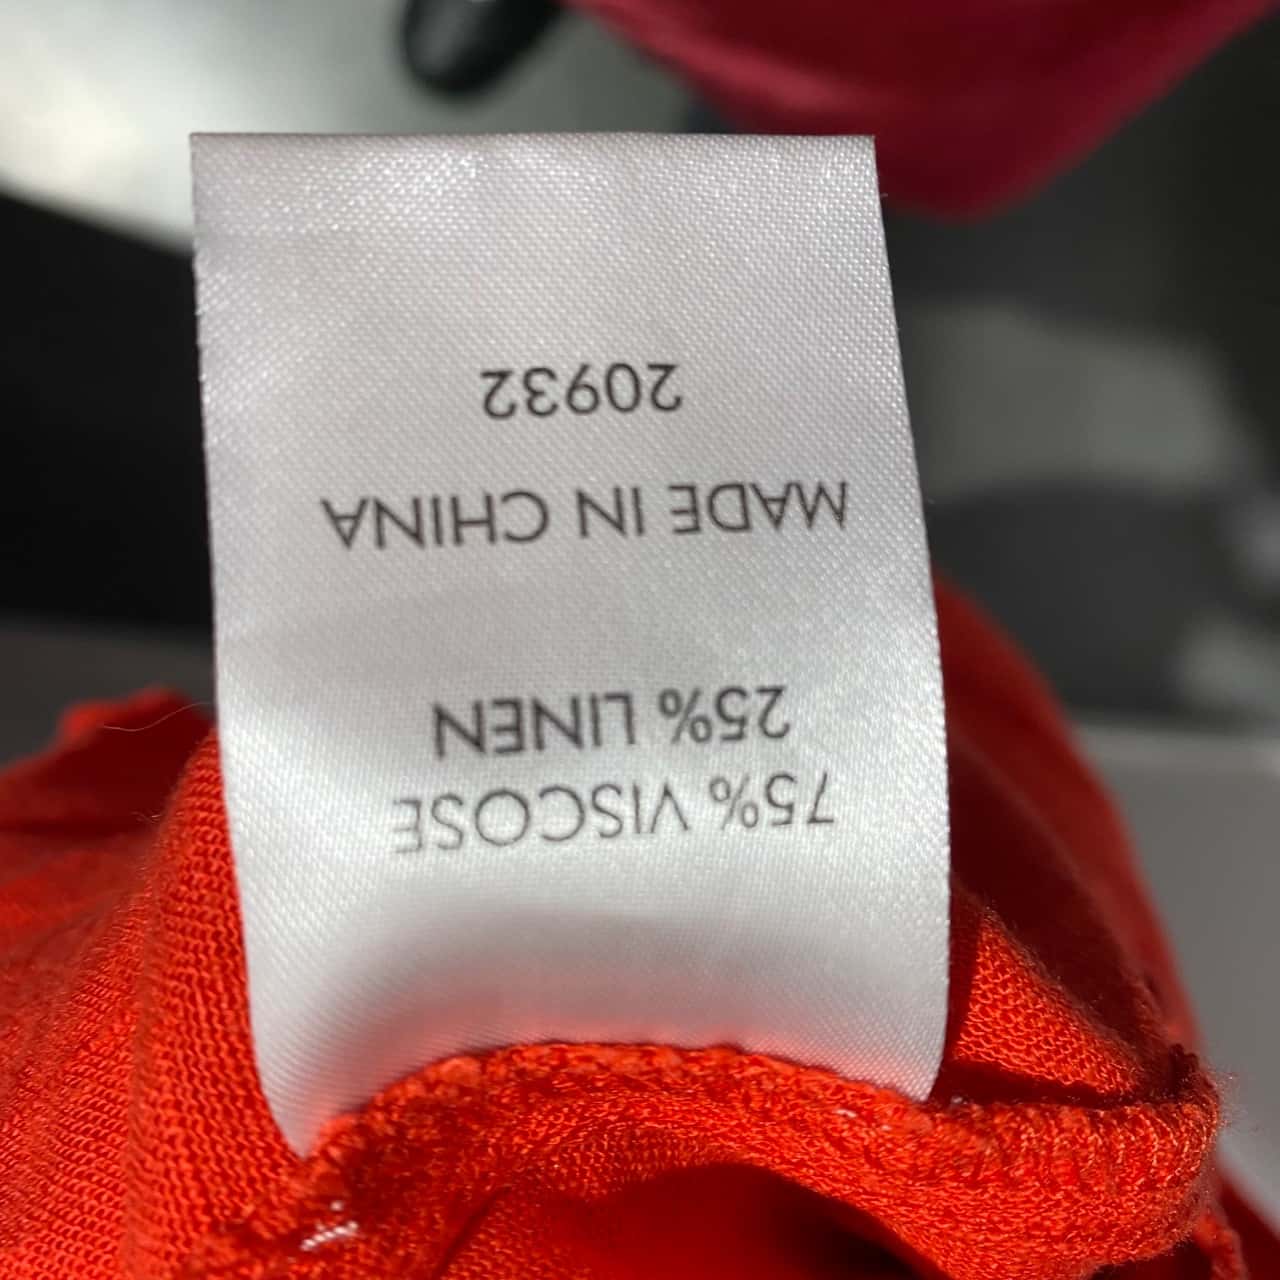 75% VISCOSE
25% LINEN
MADE IN CHINA
20932